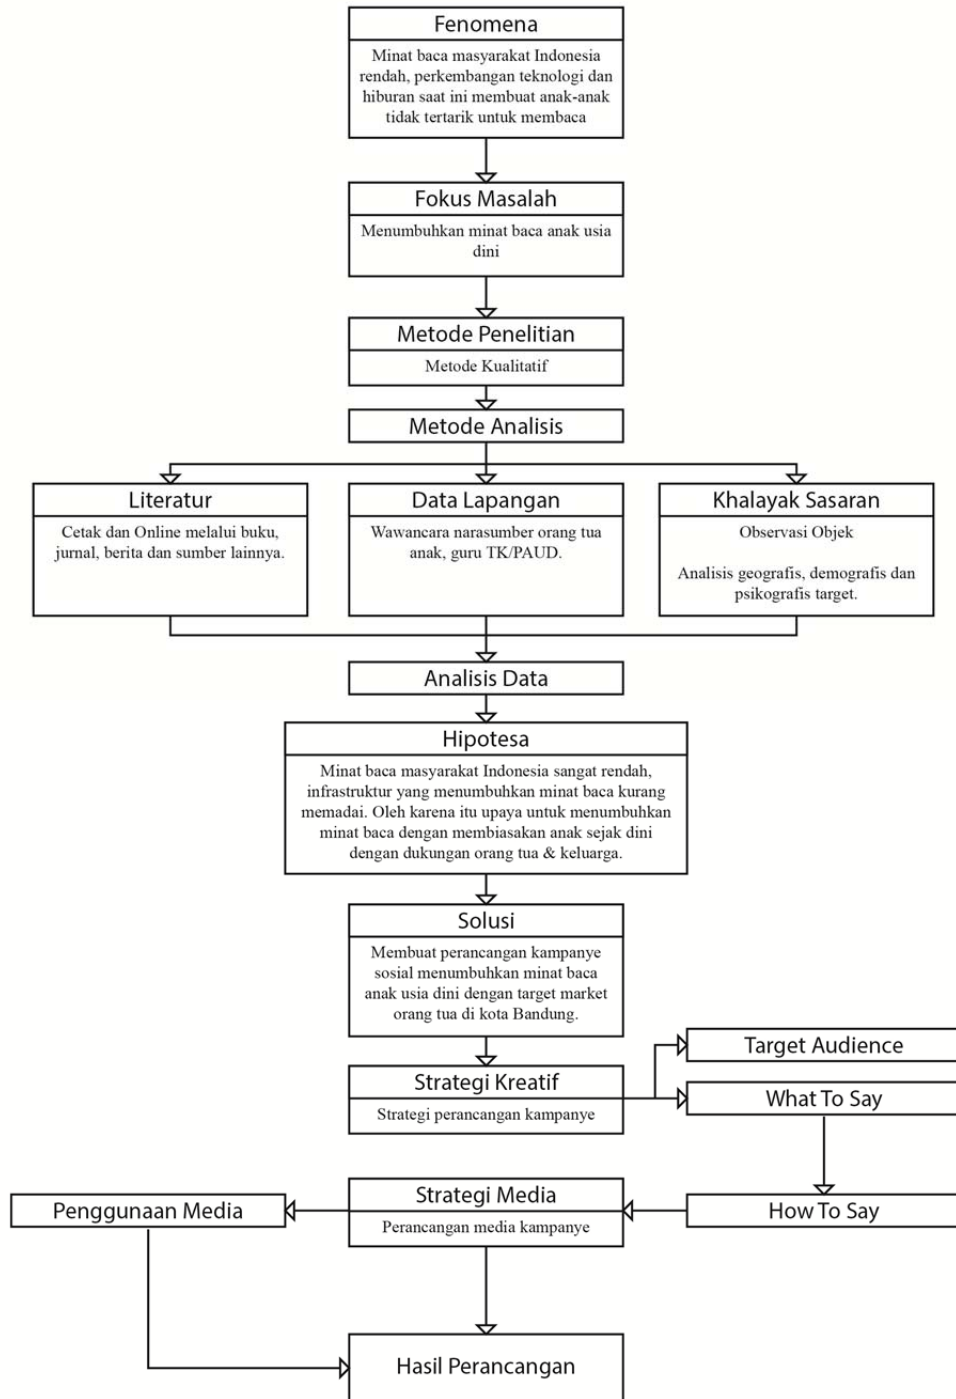 Fenomena
Minat baca masyarakat Indonesia
rendah, perkembangan teknologi dan
hiburan saat ini membuat anak-anak
tidak tertarik untuk membaca
Fokus Masalah
Menumbuhkan minat baca anak usia
dini
Metode Penelitian
Metode Kualitatif
Metode Analisis
Literatur
Cetak dan Online melalui buku,
jurnal, berita dan sumber lainnya.
Data Lapangan
Wawancara narasumber orang tua
anak, guru TK/PAUD.
Khalayak Sasaran
Observasi Objek
Analisis geografis, demografis dan
psikografis target.
Analisis Data
Hipotesa
Minat baca masyarakat Indonesia sangat rendah,
infrastruktur yang menumbuhkan minat baca kurang
memadai. Oleh karena itu upaya untuk menumbuhkan
minat baca dengan membiasakan anak sejak dini
dengan dukungan orang tua & keluarga.
Solusi
Membuat perancangan kampanye
sosial menumbuhkan minat baca
anak usia dini dengan target market
orang tua di kota Bandung.
Strategi Kreatif
Strategi perancangan kampanye
Target Audience
What To Say
How To Say
Strategi Media
Perancangan media kampanye
Penggunaan Media
Hasil Perancangan